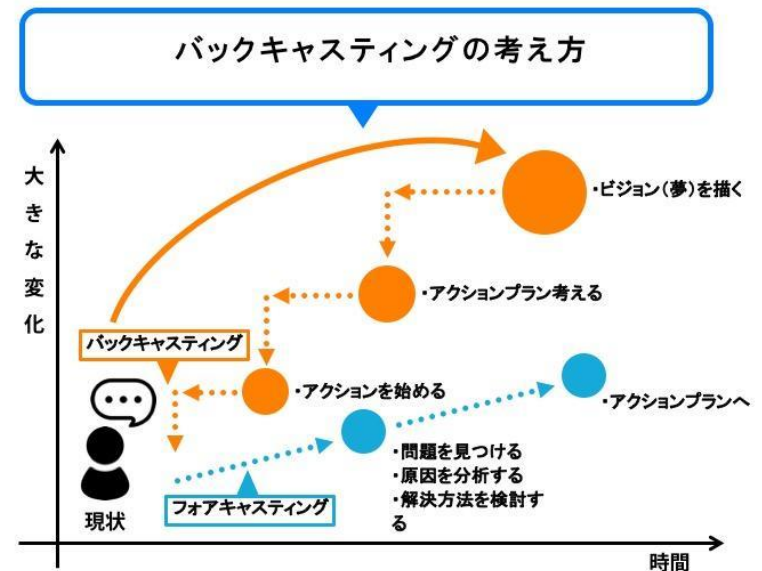 バックキャスティングの考え方
大きな変化
・ビジョン（夢）を描く
・アクションプラン考える
バックキャスティング
・アクションを始める
・アクションプランへ
・問題を見つける
・原因を分析する
・解決方法を検討す
る
フォアキャスティング
現状
時間